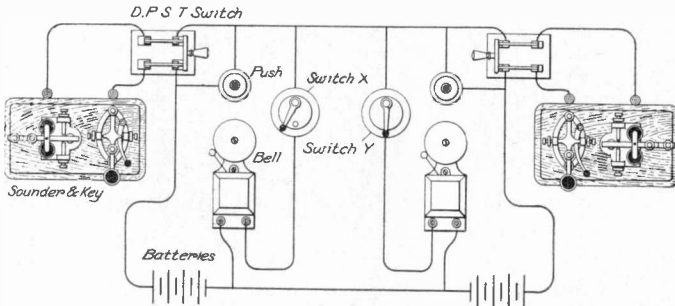 D.P S T Switch
Push
Switch X
Switch Y
Bell
Sounder & Key
Batteries